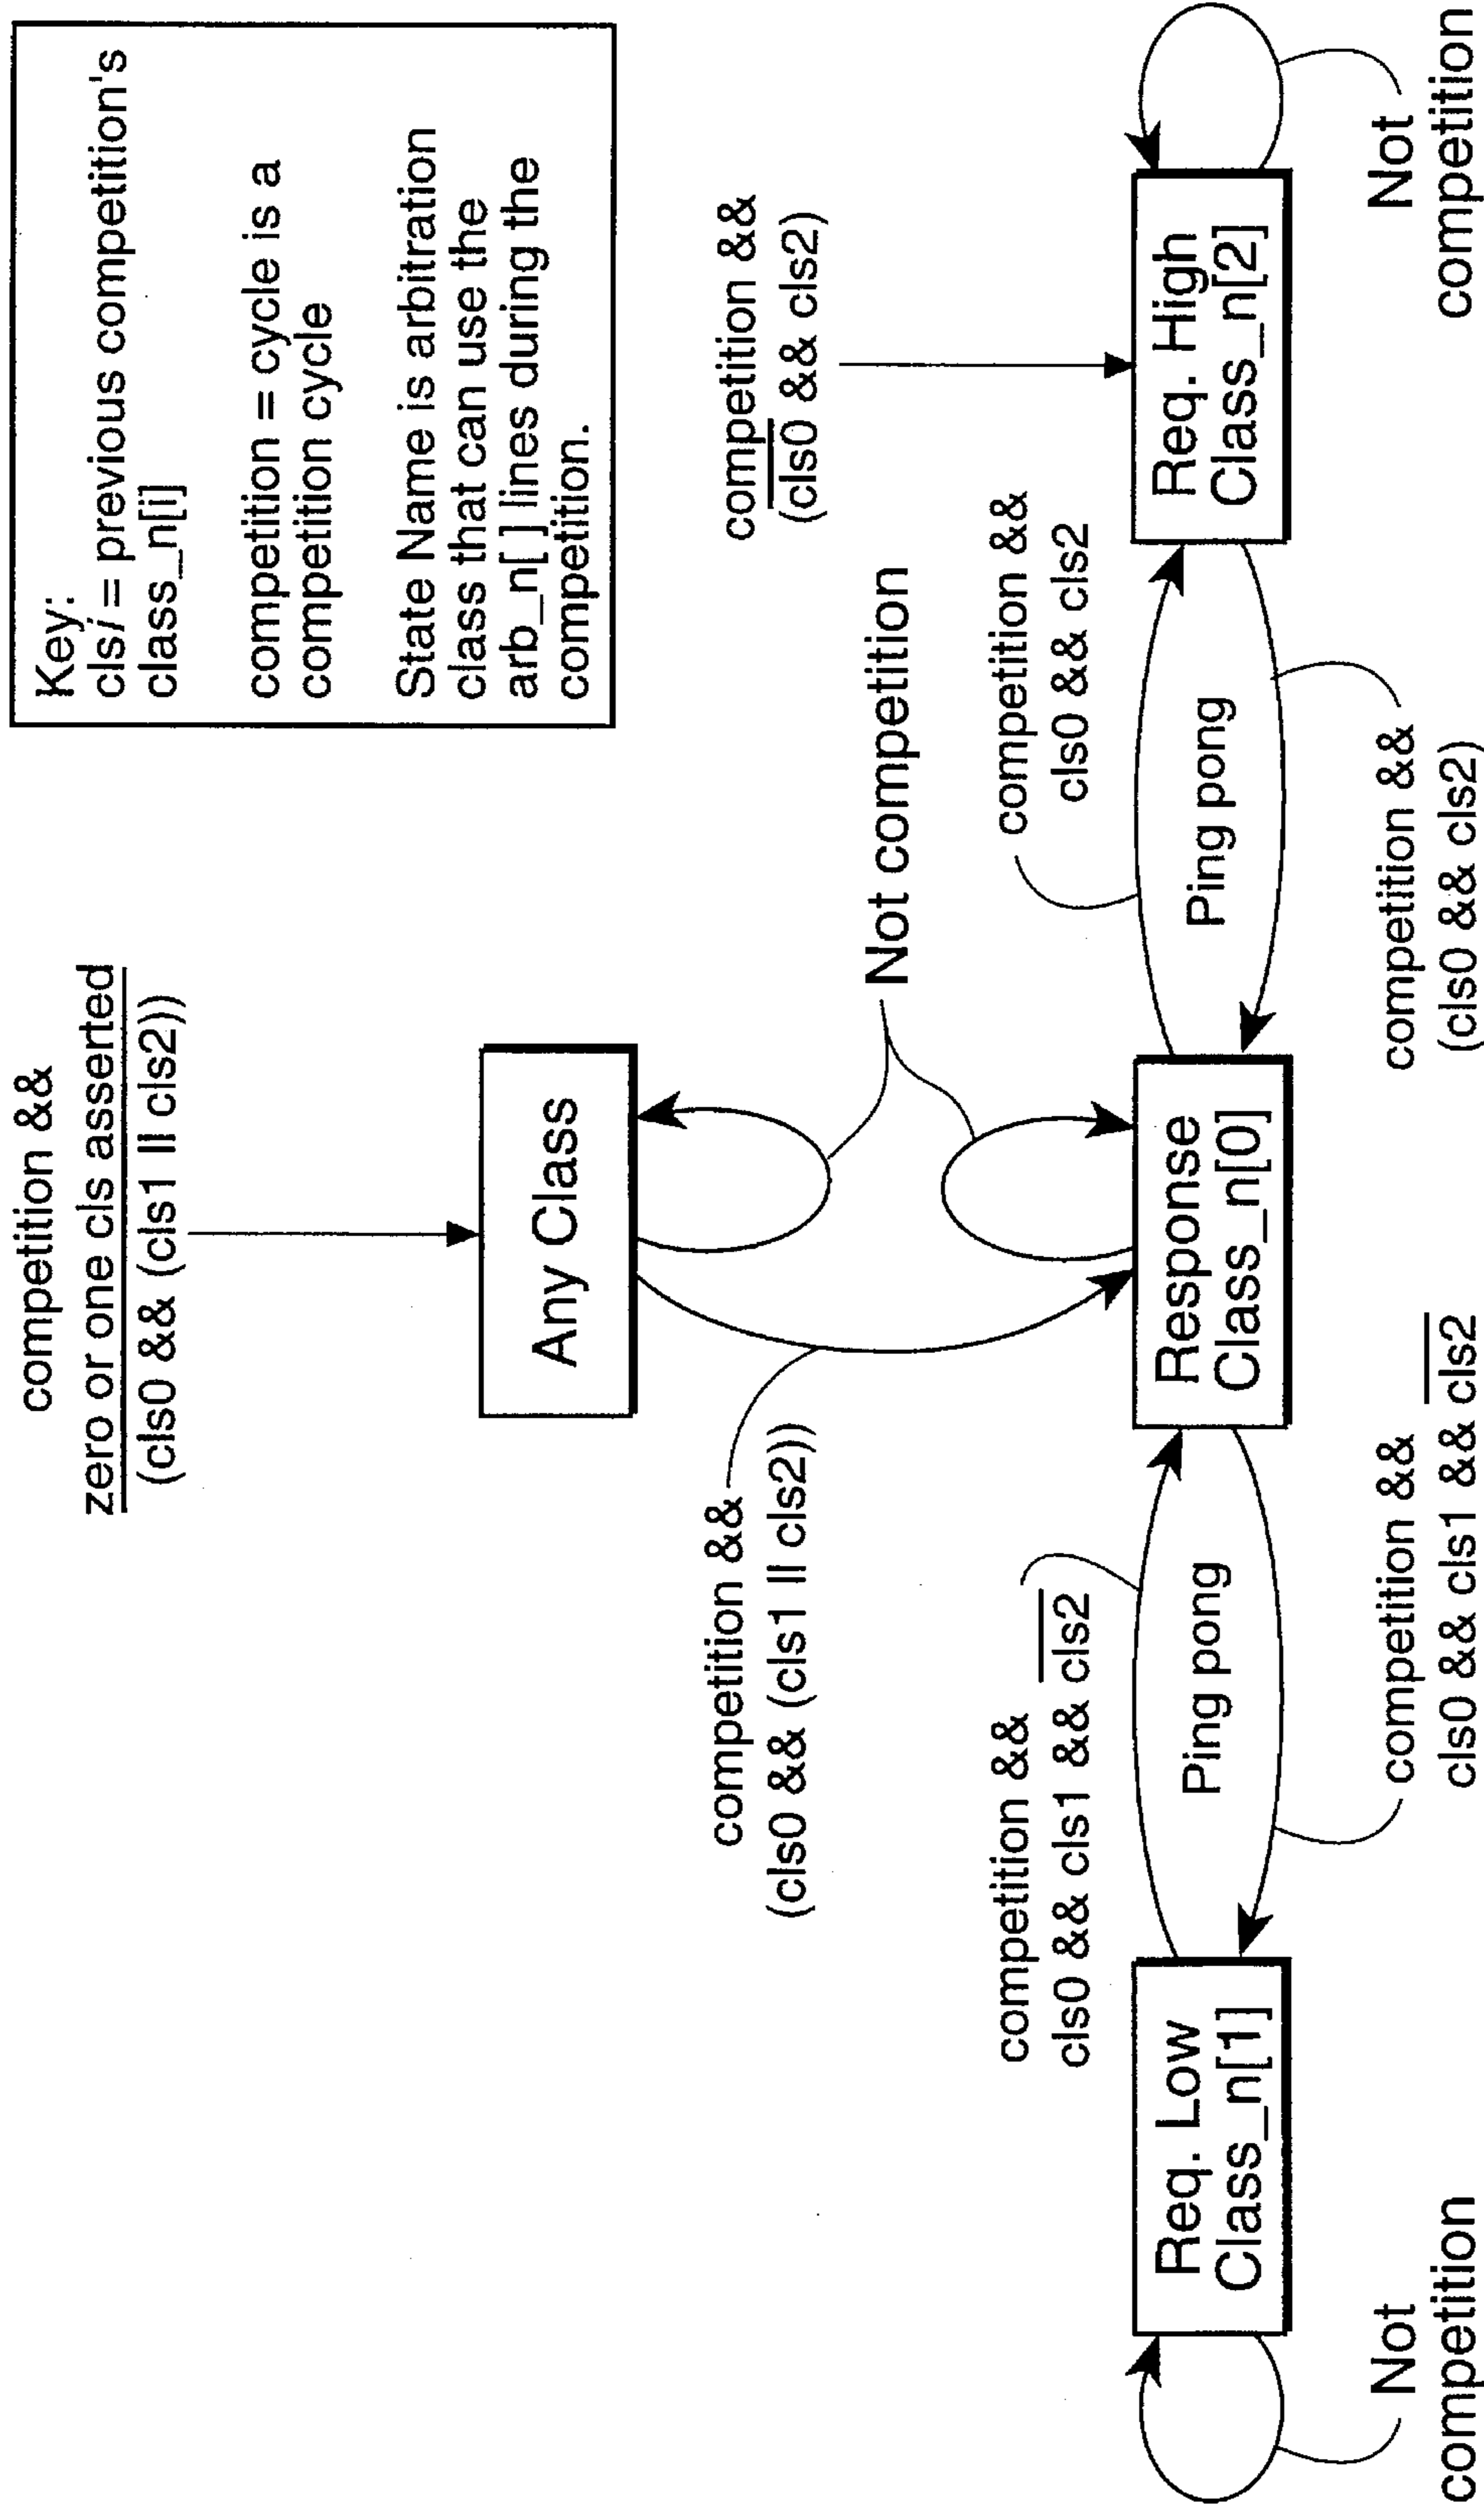 Key:
clsi = previous competition's
class_n[i]
competition = cycle is a
competition cycle
State Name is arbitration
class that can use the
arb_n[ ] lines during the
competition.
competition &&
zero or one cls asserted
(cls0 && (cls1 || cls2))
Any Class
Not competition
competition &&
(cls0 && (cls1 || cls2))
competition &&
(cls0 && cls2)
competition &&
cls0 && cls1 && cls2
competition &&
cls0 && cls2
Not
competition
Req. Low
Class_n[1]
Ping pong
Response
Class_n[0]
Ping pong
Req. High
Class_n[2]
competition &&
cls0 && cls1 && cls2
competition &&
(cls0 && cls2)
Not
competition